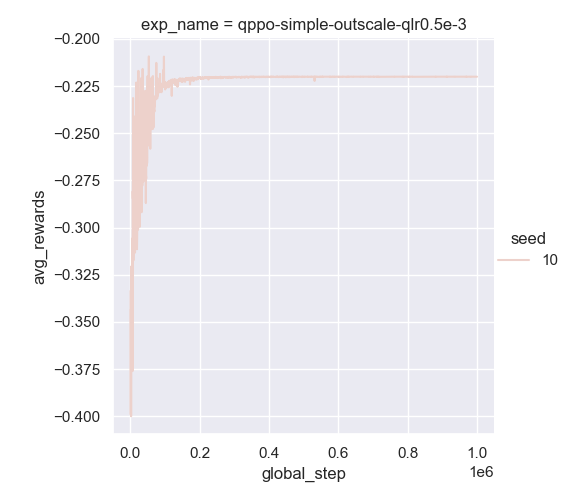 exp_name = qppo-simple-outscale-qlr0.5e-3
−0.200
−0.225
−0.250
−0.275
−0.300
−0.325
−0.350
−0.375
−0.400
avg_rewards
0.0 0.2 0.4 0.6 0.8 1.0
1e6
global_step
seed
10